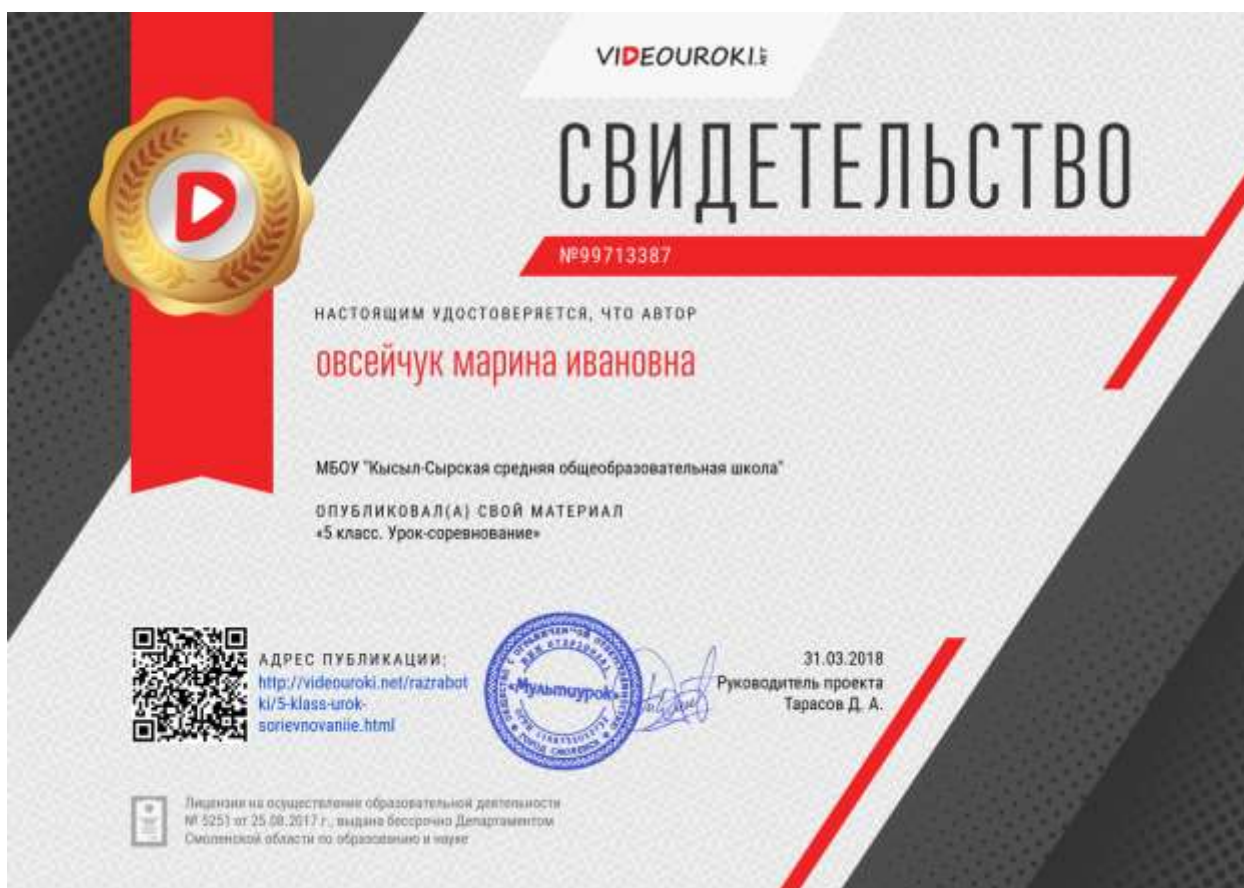 VIDEOUROKI.NET
СВИДЕТЕЛЬСТВО
№99713387
НАСТОЯЩИМ УДОСТОВЕРЯЕТСЯ, ЧТО АВТОР
овсейчук марина ивановна
МБОУ "Кысыл-Сырская средняя общеобразовательная школа"
ОПУБЛИКОВАЛ(А) СВОЙ МАТЕРИАЛ
«5 класс. Урок-соревнование»
АДРЕС ПУБЛИКАЦИИ:
http://videouroki.net/razrabot
ki/5-klass-urok-
sorievnovaniie.html
«Мультиурок»
ГОРОД СМОЛЕНСК
31.03.2018
Руководитель проекта
Тарасов Д. А.
Лицензия на осуществление образовательной деятельности
№ 5251 от 25.08.2017 г., выдана бессрочно Департаментом
Смоленской области по образованию и науке